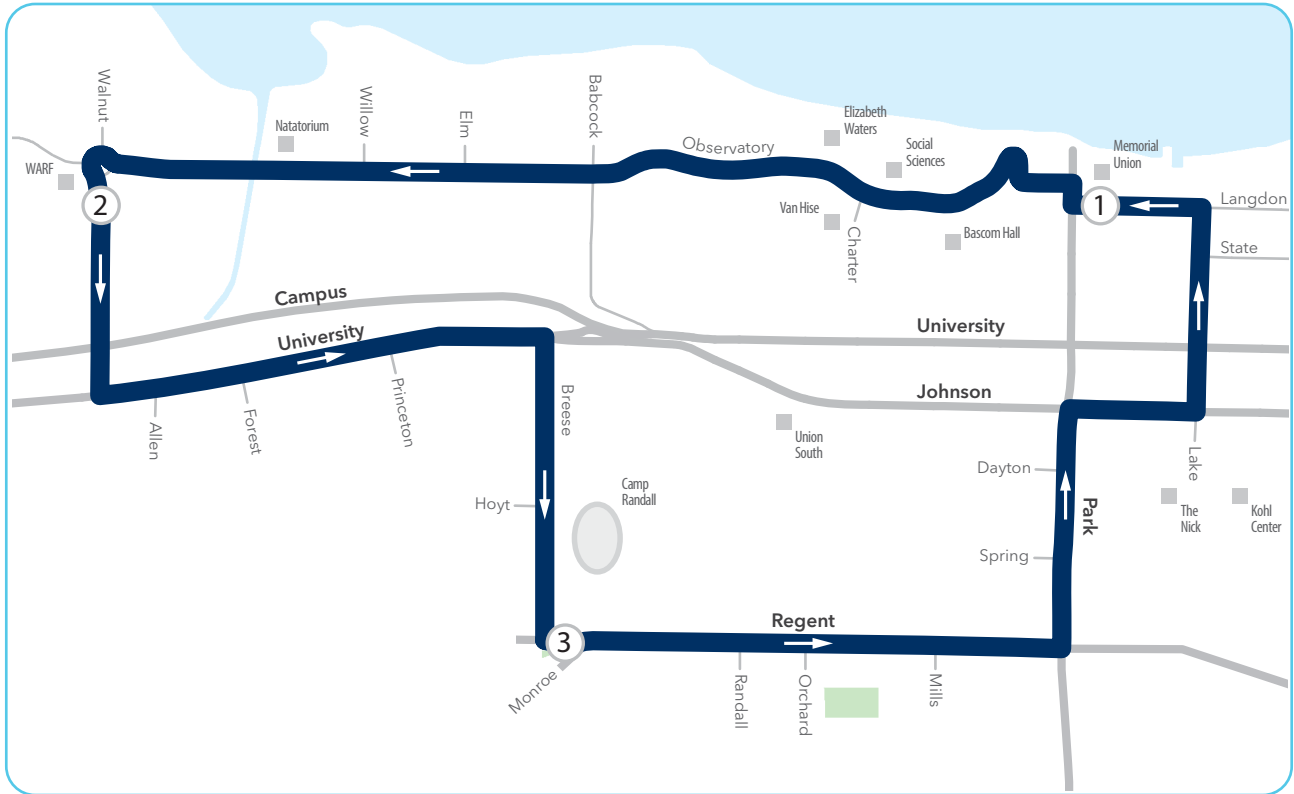 Walnut
WARF
2
Natatorium
Willow
Elm
Babcock
Observatory
Elizabeth
Waters
Social
Sciences
Van Hise
Charter
Bascom Hall
Memorial
Union
1
Langdon
State
Campus
University
University
Johnson
Allen
Forest
Princeton
Breese
Union
South
Hoyt
Camp
Randall
Dayton
Park
Spring
Lake
The
Nick
Kohl
Center
3
Monroe
Regent
Randall
Orchard
Mills